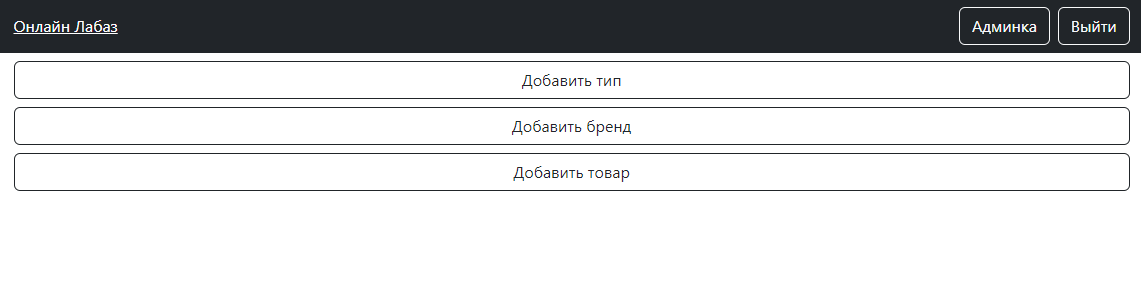 Онлайн Лабаз Админка Выйти
Добавить тип
Добавить бренд
Добавить товар